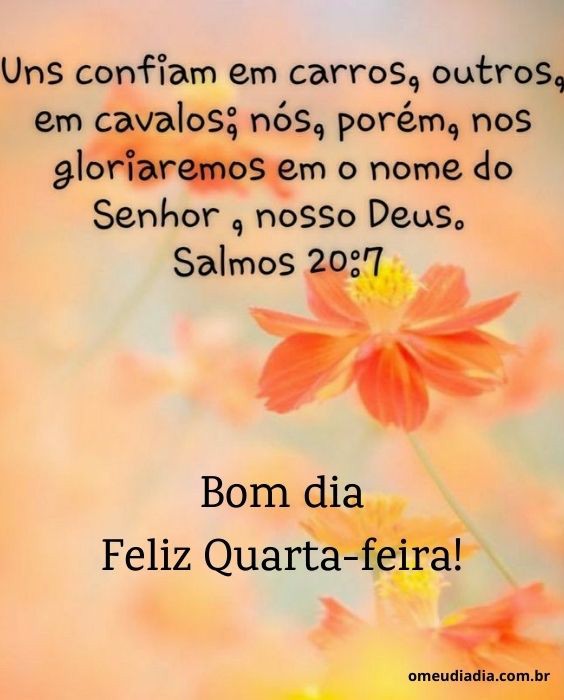 Uns confiam em carros, outros,
em cavalos; nós, porém, nos
gloriaremos em o nome do
Senhor , nosso Deus.
Salmos 20:7
Bom dia
Feliz Quarta-feira!
omeudiadia.com.br